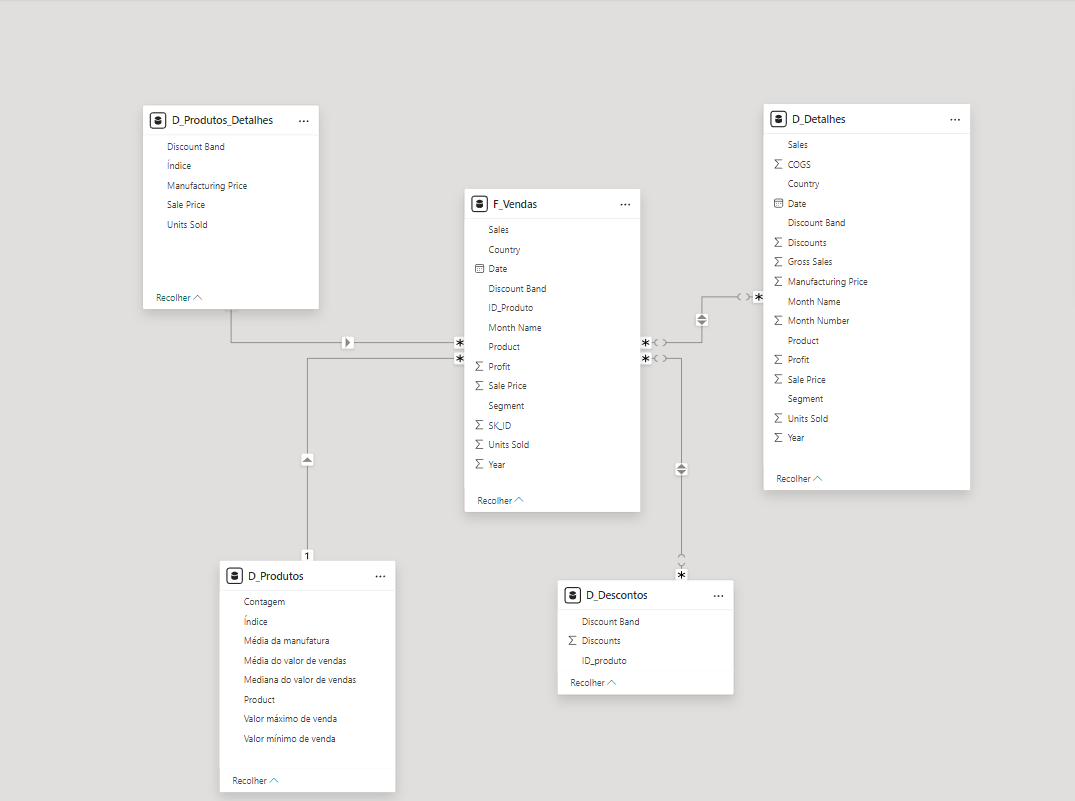 D_Produtos_Detalhes
Discount Band
Índice
Manufacturing Price
Sale Price
Units Sold
Recolher
F_Vendas
Sales
Country
Date
Discount Band
ID_Produto
Month Name
Product
Profit
Sale Price
Segment
SK_ID
Units Sold
Year
Recolher
D_Detalhes
Sales
COGS
Country
Date
Discount Band
Discounts
Gross Sales
Manufacturing Price
Month Name
Month Number
Product
Profit
Sale Price
Segment
Units Sold
Year
Recolher
1
D_Produtos
Contagem
Índice
Média da manufatura
Média do valor de vendas
Mediana do valor de vendas
Product
Valor máximo de venda
Valor mínimo de venda
Recolher
D_Descontos
Discount Band
Discounts
ID_produto
Recolher